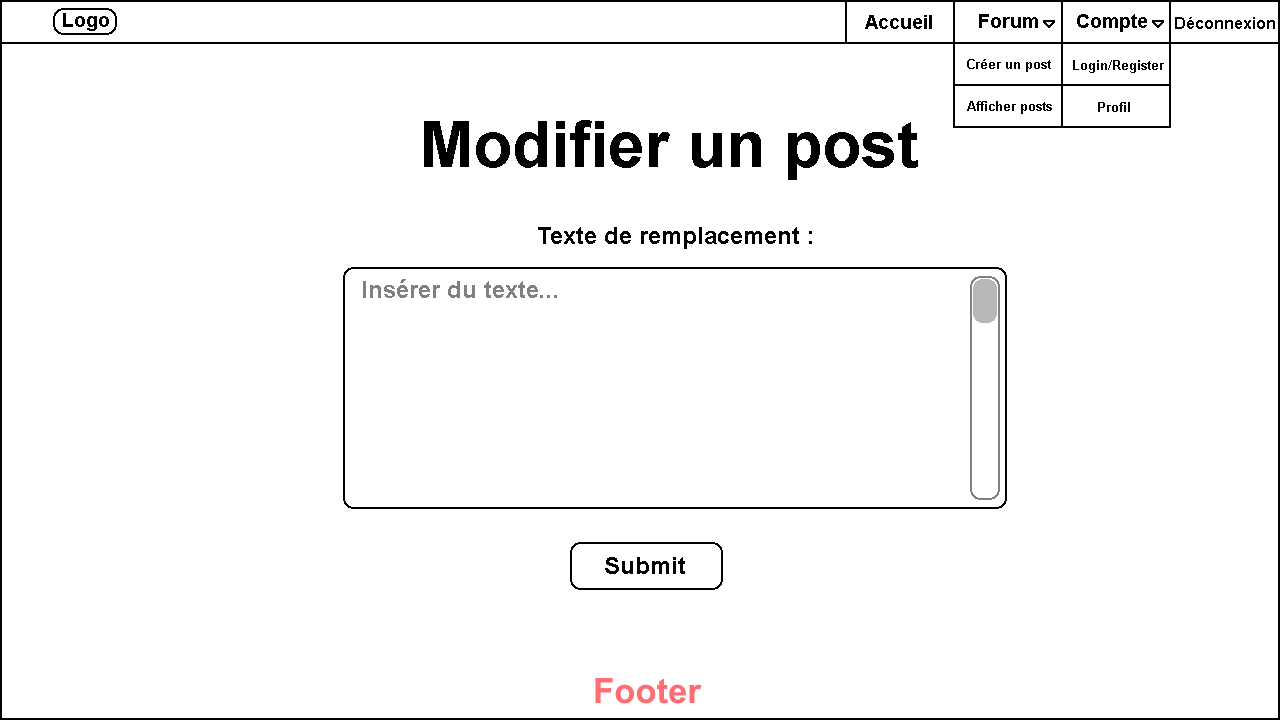 Logo
Accueil
Forum
Compte
Déconnexion
Créer un post
Login/Register
Afficher posts
Profil
Modifier un post
Texte de remplacement :
Insérer du texte...
Submit
Footer